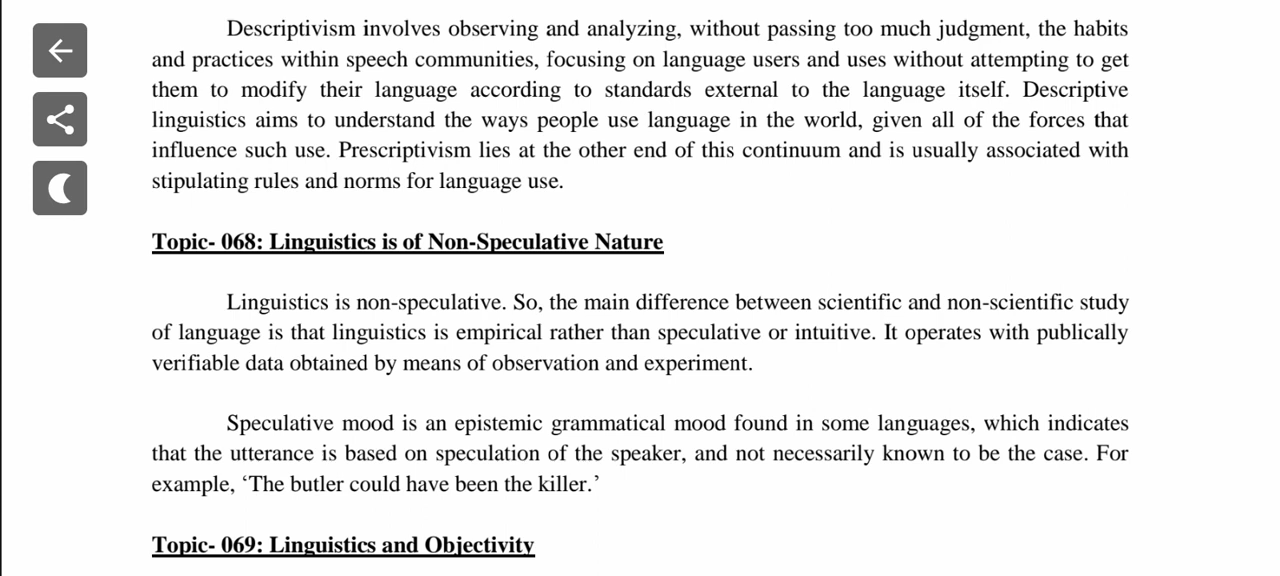 Descriptivism involves observing and analyzing, without passing too much judgment, the habits
and practices within speech communities, focusing on language users and uses without attempting to get
them to modify their language according to standards external to the language itself. Descriptive
linguistics aims to understand the ways people use language in the world, given all of the forces that
influence such use. Prescriptivism lies at the other end of this continuum and is usually associated with
stipulating rules and norms for language use.
Topic- 068: Linguistics is of Non-Speculative Nature
Linguistics is non-speculative. So, the main difference between scientific and non-scientific study
of language is that linguistics is empirical rather than speculative or intuitive. It operates with publically
verifiable data obtained by means of observation and experiment.
Speculative mood is an epistemic grammatical mood found in some languages, which indicates
that the utterance is based on speculation of the speaker, and not necessarily known to be the case. For
example, ‘The butler could have been the killer.’
Topic- 069: Linguistics and Objectivity